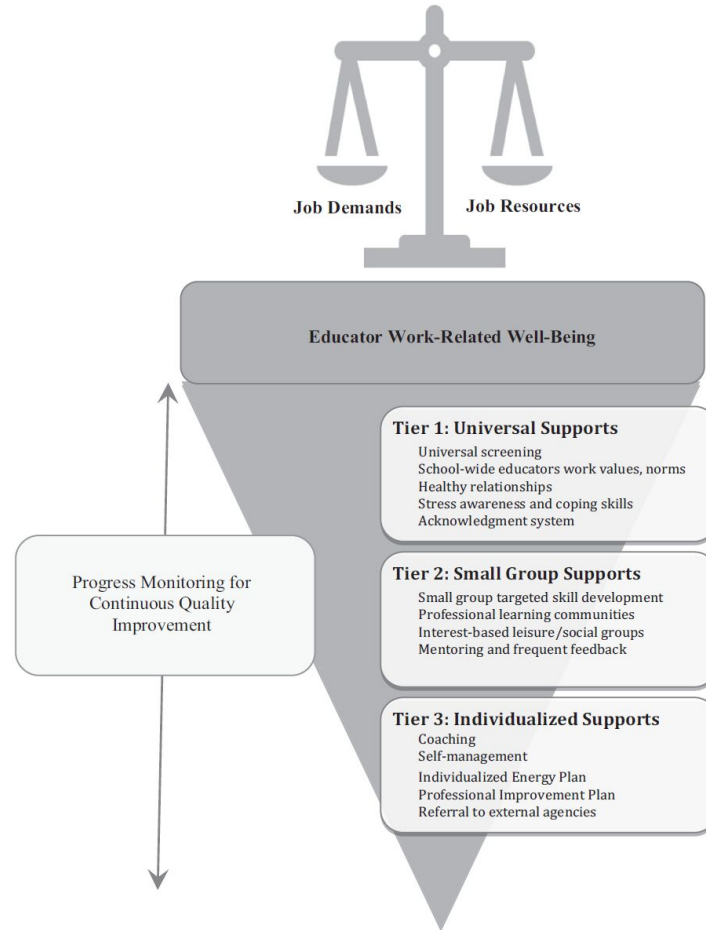 Job Demands
Job Resources
Educator Work-Related Well-Being
Tier 1: Universal Supports
Universal screening
School-wide educators work values, norms
Healthy relationships
Stress awareness and coping skills
Acknowledgment system
Progress Monitoring for
Continuous Quality
Improvement
Tier 2: Small Group Supports
Small group targeted skill development
Professional learning communities
Interest-based leisure/social groups
Mentoring and frequent feedback
Tier 3: Individualized Supports
Coaching
Self-management
Individualized Energy Plan
Professional Improvement Plan
Referral to external agencies